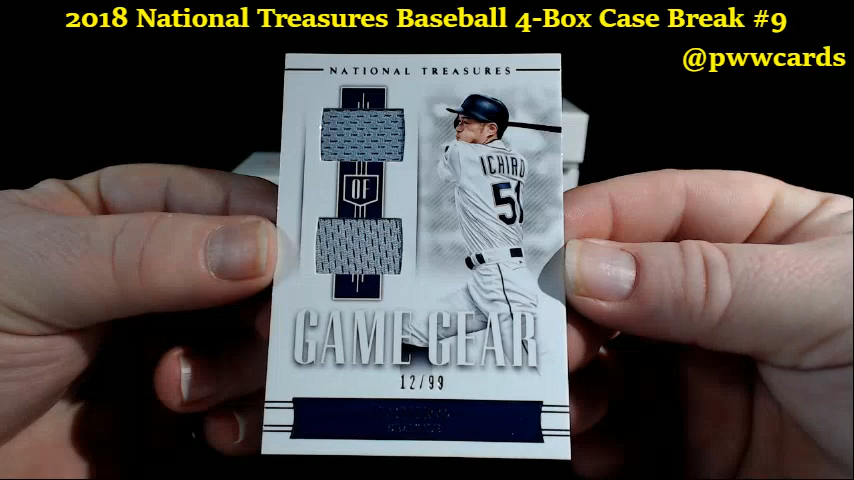 2018 National Treasures Baseball 4-Box Case Break #9
@pwwcards
NATIONAL TREASURES
ICHIRO
51
OF
GAME GEAR
12/99